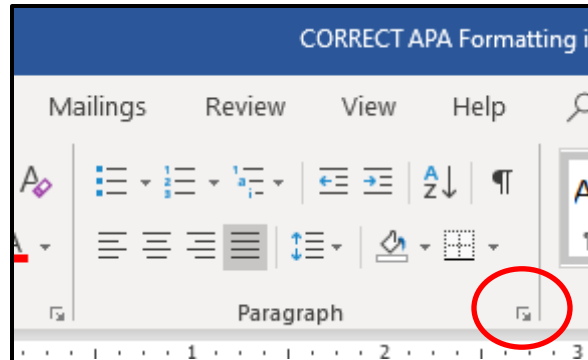 CORRECT APA Formatting i
Mailings Review View Help
Paragraph
1 2 3